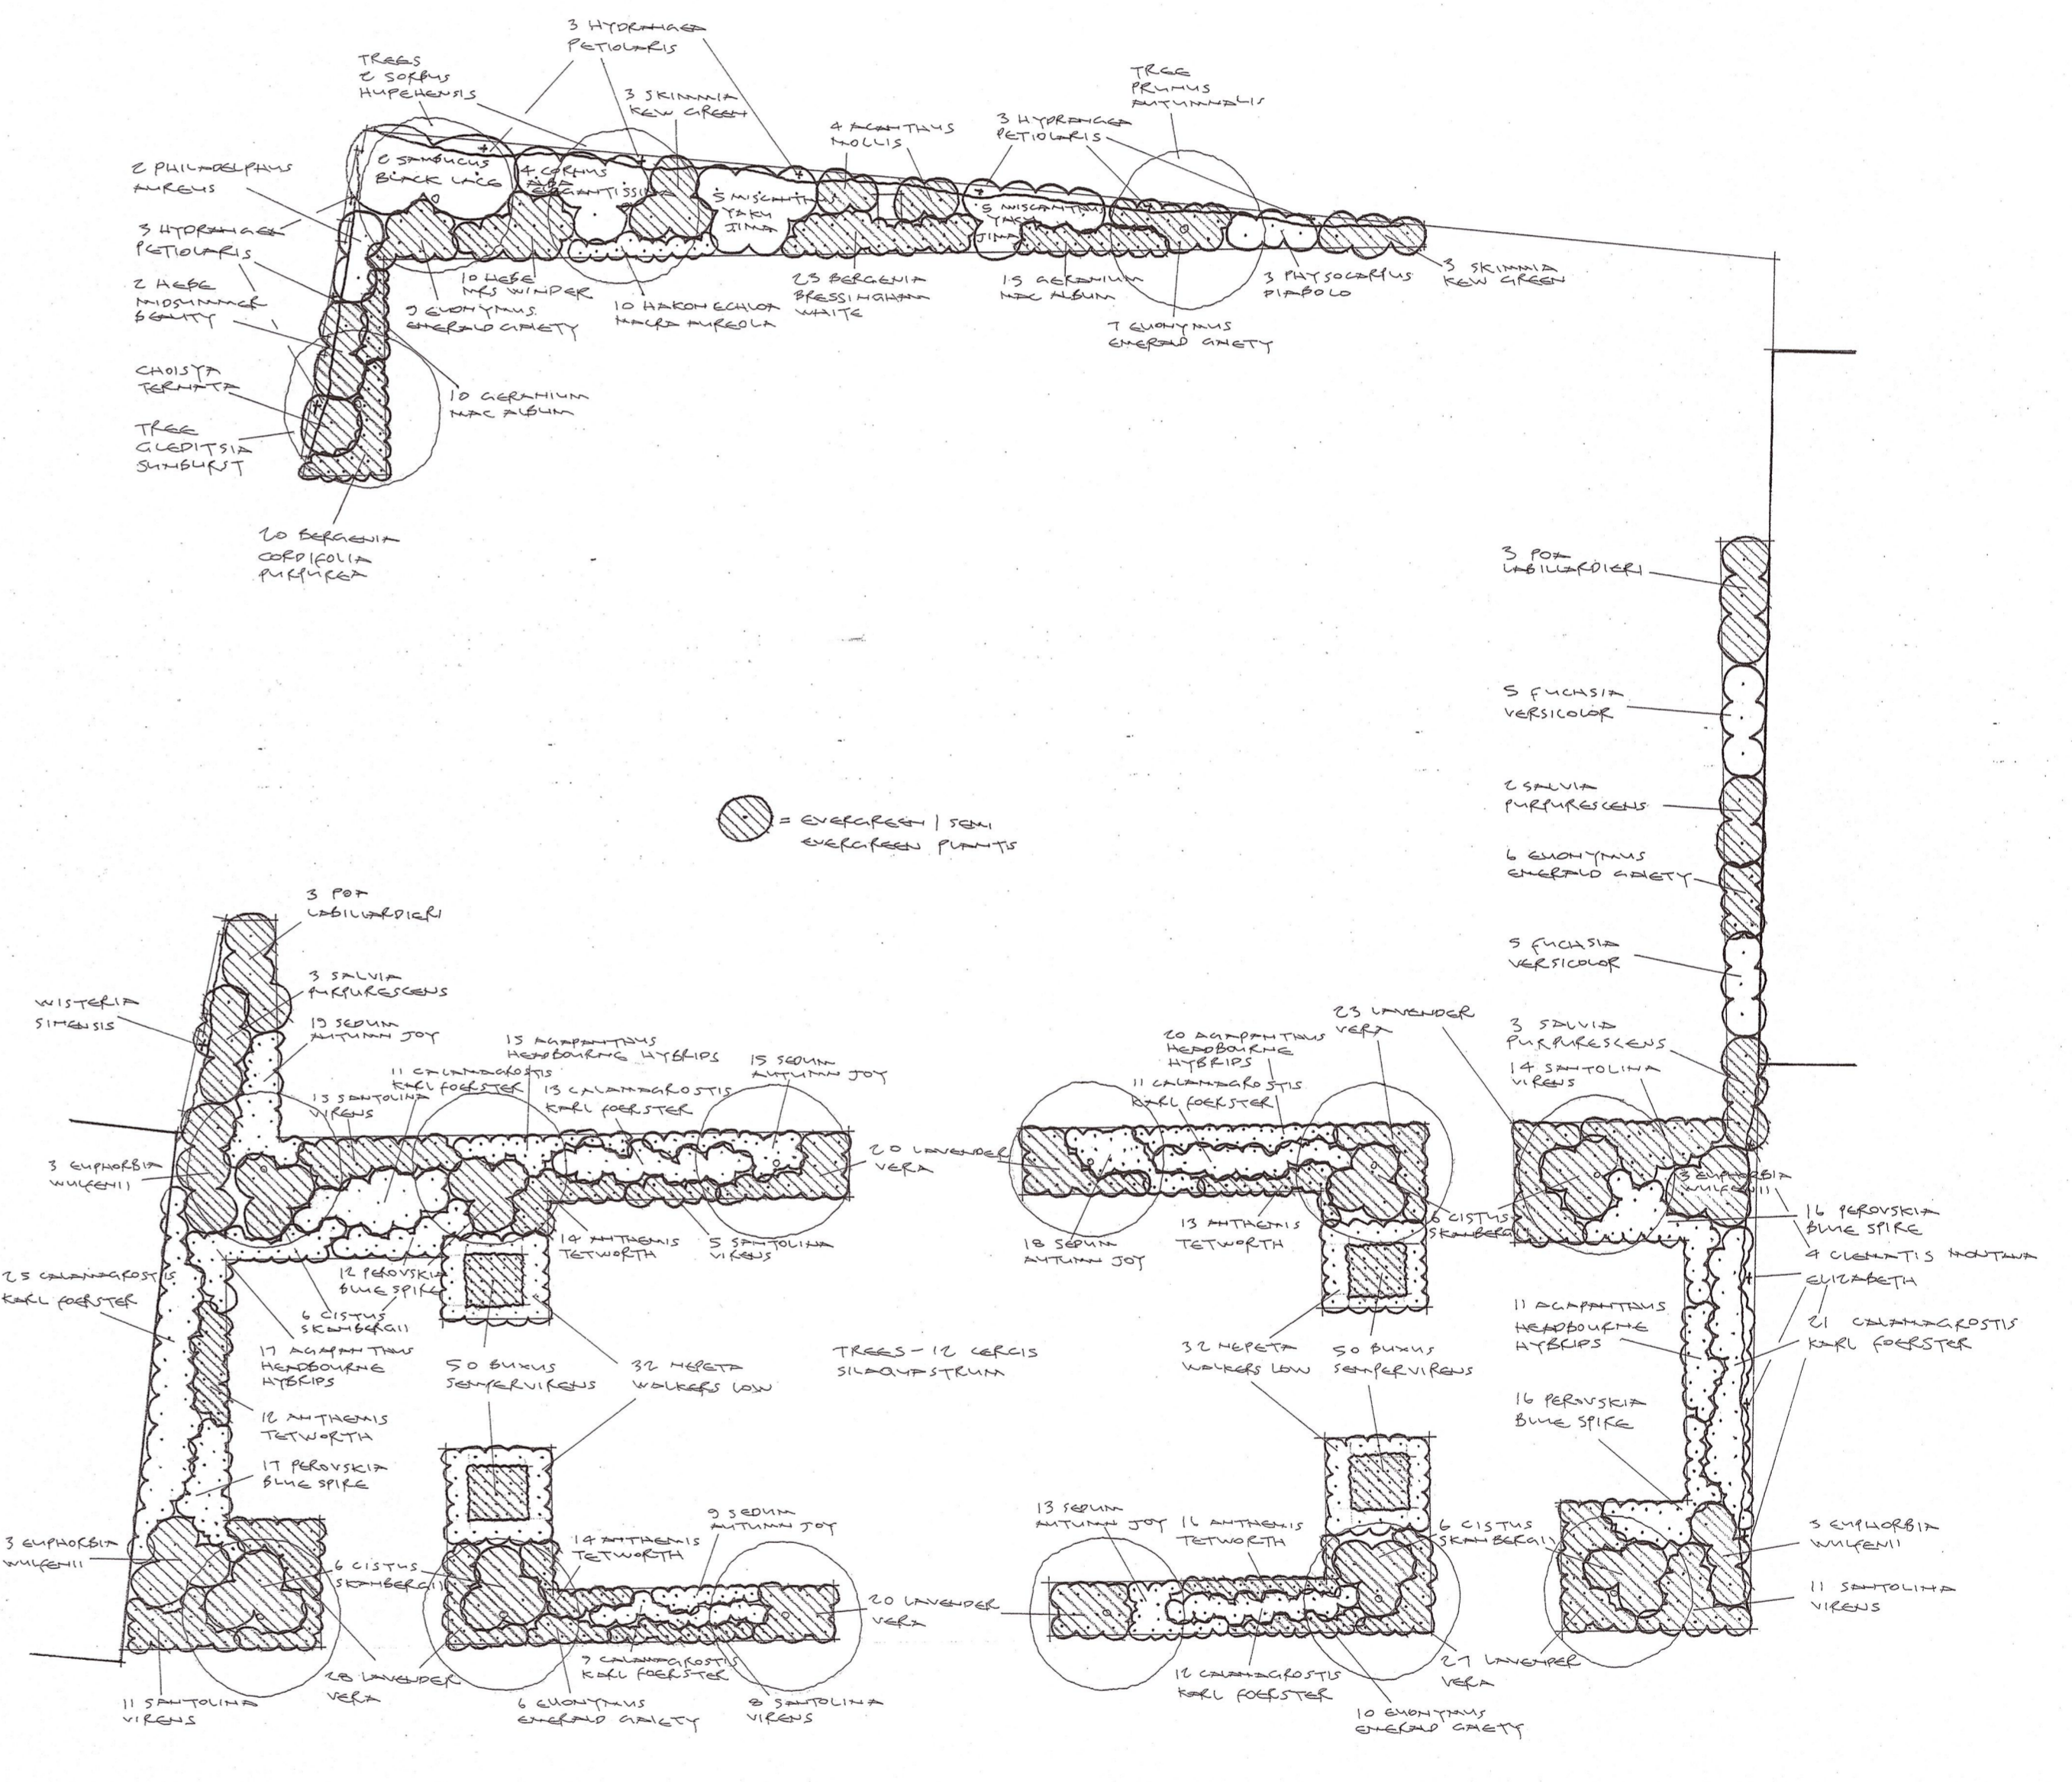 3 HYDRANGEA
PETIOLARIS
TREES
2 SORBUS
HUPEHENSIS
3 SKIMMIA
KEW GREEN
TREE
PRUNUS
AUTUMNALIS
4 ACANTHUS
MOLLIS
3 HYDRANGEA
PETIOLARIS
2 PHILADELPHUS
AUREUS
2 SAMBUCUS
BLACK LACE
4 CORNUS
ALBA
ELEGANTISSIMA
5 MISCANTHUS
YAKU
JIMA
5 MISCANTHUS
YAKU
JIMA
3 HYDRANGEA
PETIOLARIS
2 HEBE
MIDSUMMER
BEAUTY
10 HEBE
MRS WINDER
9 EUONYMUS
EMERALD GAIETY
10 HAKONECHLOA
MACRA AUREOLA
25 BERGENIA
BRESSINGHAM
WHITE
15 GERANIUM
MAC ALBUM
3 PHYSOCARPUS
DIABOLO
3 SKIMMIA
KEW GREEN
7 EUONYMUS
EMERALD GAIETY
CHOISYA
TERNATA
10 GERANIUM
MAC ALBUM
TREE
GLEDITSIA
SUNBURST
20 BERGENIA
CORDIFOLIA
PURPUREA
3 POA
LABILLARDIERI
5 FUCHSIA
VERSICOLOR
2 SALVIA
PURPURESCENS
= EVERGREEN / SEMI
EVERGREEN PLANTS
6 EUONYMUS
EMERALD GAIETY
3 POA
LABILLARDIERI
5 FUCHSIA
VERSICOLOR
3 SALVIA
PURPURESCENS
WISTERIA
SINENSIS
19 SEDUM
AUTUMN JOY
23 LAVENDER
VERA
3 SALVIA
PURPURESCENS
14 SANTOLINA
VIRENS
15 AGAPANTHUS
HEADBOURNE HYBRIDS
15 SEDUM
AUTUMN JOY
20 AGAPANTHUS
HEADBOURNE
HYBRIDS
11 CALAMAGROSTIS
KARL FOERSTER
13 CALAMAGROSTIS
KARL FOERSTER
13 SANTOLINA
VIRENS
11 CALAMAGROSTIS
KARL FOERSTER
3 EUPHORBIA
WULFENII
20 LAVENDER
VERA
3 EUPHORBIA
WULFENII
16 PEROVSKIA
BLUE SPIRE
6 CISTUS
SKANBERGII
14 ANTHEMIS
TETWORTH
5 SANTOLINA
VIRENS
18 SEDUM
AUTUMN JOY
13 ANTHEMIS
TETWORTH
4 CLEMATIS MONTANA
ELIZABETH
25 CALAMAGROSTIS
KARL FOERSTER
12 PEROVSKIA
BLUE SPIRE
6 CISTUS
SKANBERGII
17 AGAPANTHUS
HEADBOURNE
HYBRIDS
11 AGAPANTHUS
HEADBOURNE
HYBRIDS
21 CALAMAGROSTIS
KARL FOERSTER
50 BUXUS
SEMPERVIRENS
32 NEPETA
WALKERS LOW
TREES - 12 CERCIS
SILAQUASTRUM
32 NEPETA
WALKERS LOW
50 BUXUS
SEMPERVIRENS
12 ANTHEMIS
TETWORTH
16 PEROVSKIA
BLUE SPIRE
17 PEROVSKIA
BLUE SPIRE
3 EUPHORBIA
WULFENII
6 CISTUS
SKANBERGII
14 ANTHEMIS
TETWORTH
9 SEDUM
AUTUMN JOY
13 SEDUM
AUTUMN JOY
16 ANTHEMIS
TETWORTH
6 CISTUS
SKANBERGII
3 EUPHORBIA
WULFENII
20 LAVENDER
VERA
11 SANTOLINA
VIRENS
11 SANTOLINA
VIRENS
28 LAVENDER
VERA
9 CALAMAGROSTIS
KARL FOERSTER
6 EUONYMUS
EMERALD GAIETY
8 SANTOLINA
VIRENS
12 CALAMAGROSTIS
KARL FOERSTER
27 LAVENDER
VERA
10 EUONYMUS
EMERALD GAIETY